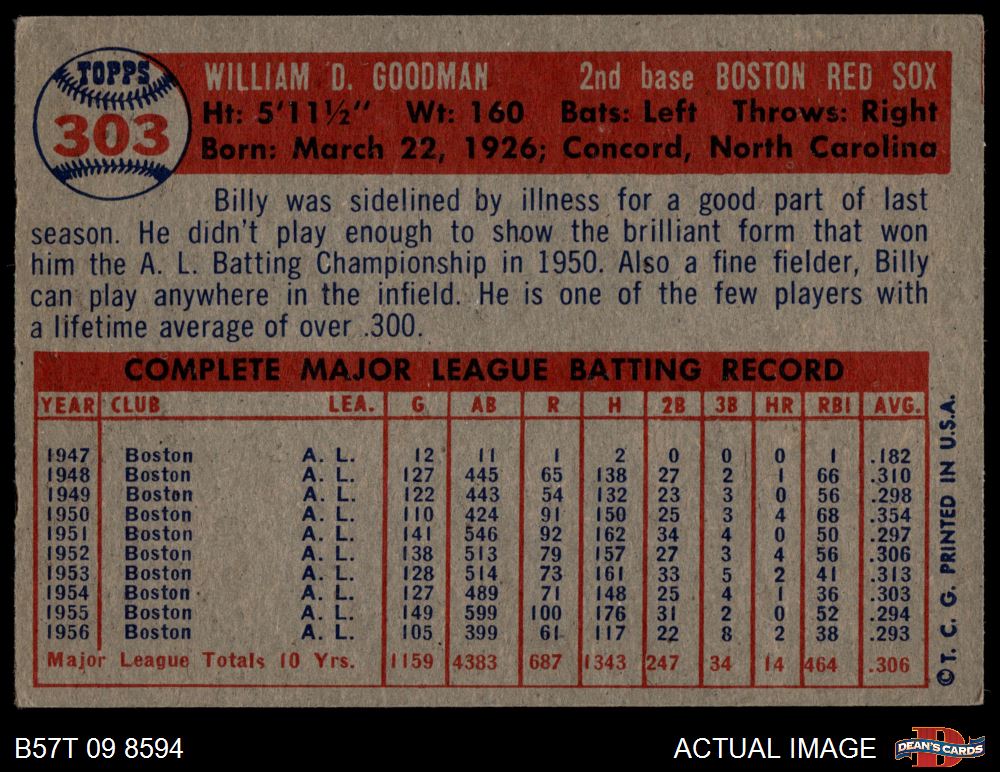 TOPPS
303
WILLIAM D. GOODMAN 2nd base BOSTON RED SOX
Ht: 5'11½" Wt: 160 Bats: Left Throws: Right
Born: March 22, 1926; Concord, North Carolina
Billy was sidelined by illness for a good part of last
season. He didn't play enough to show the brilliant form that won
him the A. L. Batting Championship in 1950. Also a fine fielder, Billy
can play anywhere in the infield. He is one of the few players with
a lifetime average of over .300.
COMPLETE MAJOR LEAGUE BATTING RECORD
YEAR CLUB LEA. G AB R H 2B 3B HR RBI AVG.
1947 Boston A. L. 12 11 1 2 0 0 0 1 .182
1948 Boston A. L. 127 445 65 138 27 2 1 66 .310
1949 Boston A. L. 122 443 54 132 23 3 0 56 .298
1950 Boston A. L. 110 424 91 150 25 3 4 68 .354
1951 Boston A. L. 141 546 92 162 34 4 0 50 .297
1952 Boston A. L. 138 513 79 157 27 3 4 56 .306
1953 Boston A. L. 128 514 73 161 33 5 2 41 .313
1954 Boston A. L. 127 489 71 148 25 4 1 36 .303
1955 Boston A. L. 149 599 100 176 31 2 0 52 .294
1956 Boston A. L. 105 399 61 117 22 8 2 38 .293
Major League Totals 10 Yrs. 1159 4383 687 1343 247 34 14 464 .306
© T. C. G. PRINTED IN U.S.A.
B57T 09 8594
ACTUAL IMAGE
DEAN'S CARDS